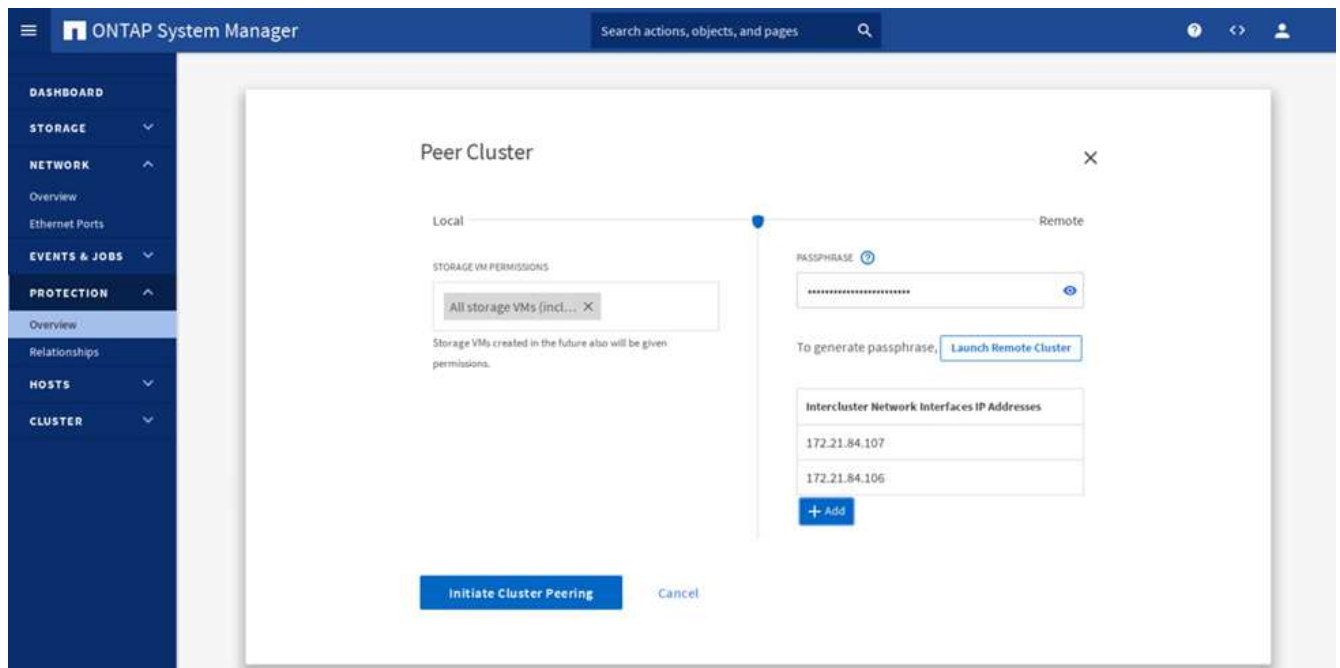 ONTAP System Manager
Search actions, objects, and pages
DASHBOARD
STORAGE
NETWORK
Overview
Ethernet Ports
EVENTS & JOBS
PROTECTION
Overview
Relationships
HOSTS
CLUSTER
Peer Cluster
Local
Remote
STORAGE VM PERMISSIONS
All storage VMs (incl...
Storage VMs created in the future also will be given
permissions.
PASSPHRASE
To generate passphrase, Launch Remote Cluster
Intercluster Network Interfaces IP Addresses
172.21.84.107
172.21.84.106
+ Add
Initiate Cluster Peering
Cancel